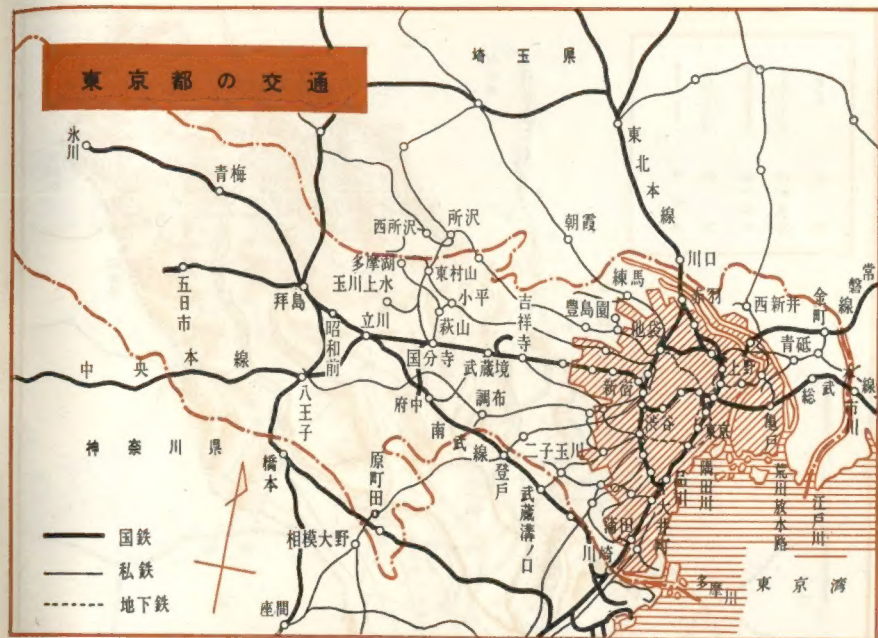 東京都の交通
埼玉県
氷川
青梅
東北本線
所沢
西所沢
朝霞
多摩湖
玉川上水
東村山
川口
練馬
赤羽
常磐線
金町
西新井
五日市
拝島
昭和前
立川
小平
萩山
吉祥寺
豊島園
池袋
青砥
上野
中央本線
国分寺
武蔵境
新宿
総武線
市川
八王子
府中
調布
渋谷
東京
亀戸
神奈川県
橋本
原町田
南武線
登戸
二子玉川
品川
隅田川
荒川放水路
江戸川
武蔵溝ノ口
蒲田
大井町
相模大野
川崎
多摩川
東京湾
座間
国鉄
私鉄
地下鉄